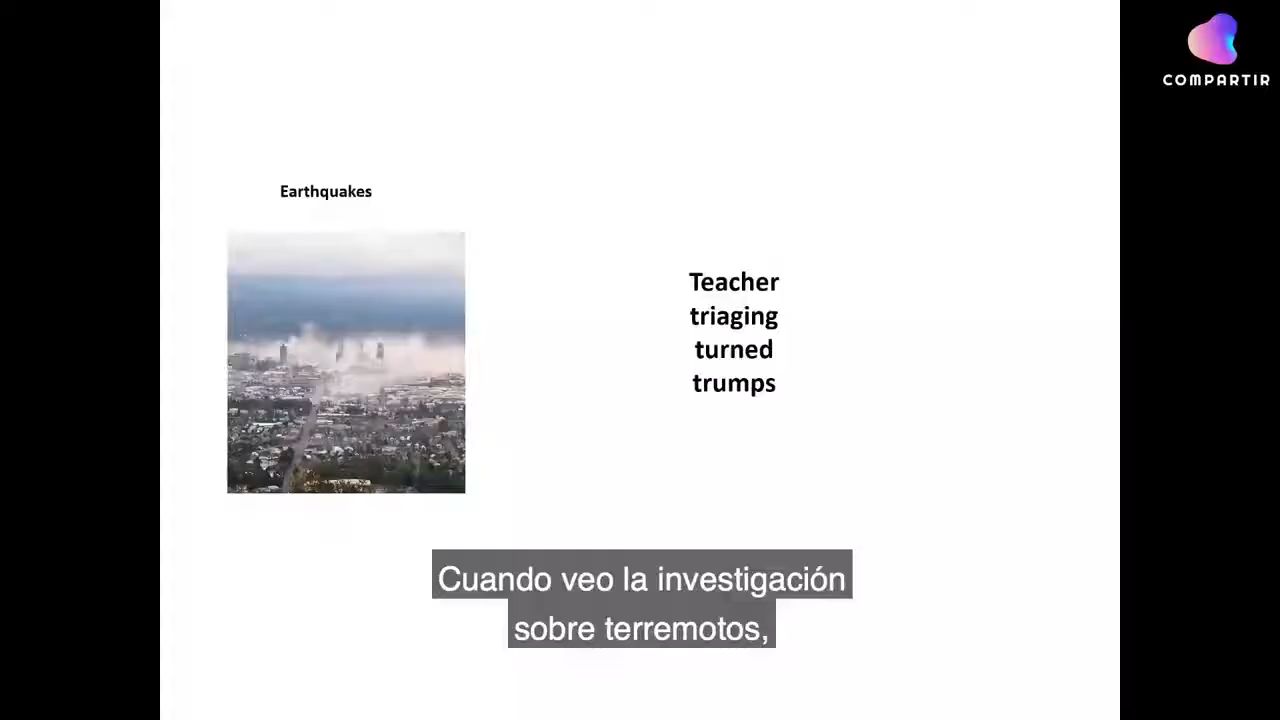 COMPARTIR
Earthquakes
Teacher
triaging
turned
trumps
Cuando veo la investigación
sobre terremotos,